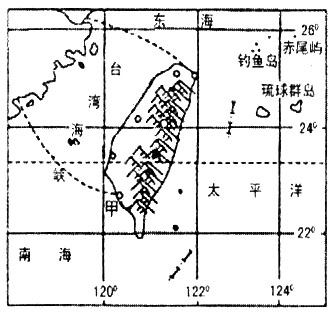 东 海
26°
赤尾屿
钓鱼岛
台
湾
海
峡
琉球群岛
24°
甲
太 平 洋
22°
南 海
120°
122°
124°